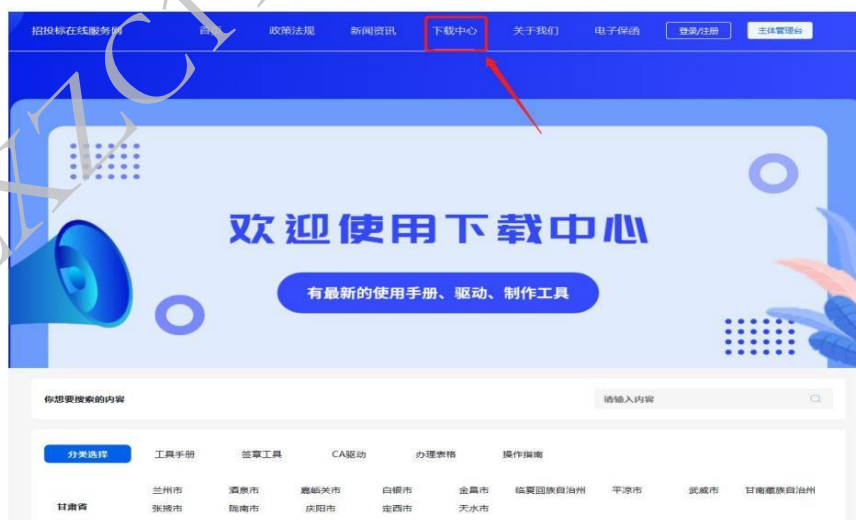 招投标在线服务网 首页 政策法规 新闻资讯 下载中心 关于我们 电子保函 登录/注册 主体管理台
欢迎使用下载中心
有最新的使用手册、驱动、制作工具
你想要搜索的内容 请输入内容
分类选择 工具手册 签章工具 CA驱动 办理表格 操作指南
甘肃省
兰州市 酒泉市 嘉峪关市 白银市 金昌市 临夏回族自治州 平凉市 武威市 甘南藏族自治州
张掖市 陇南市 庆阳市 定西市 天水市